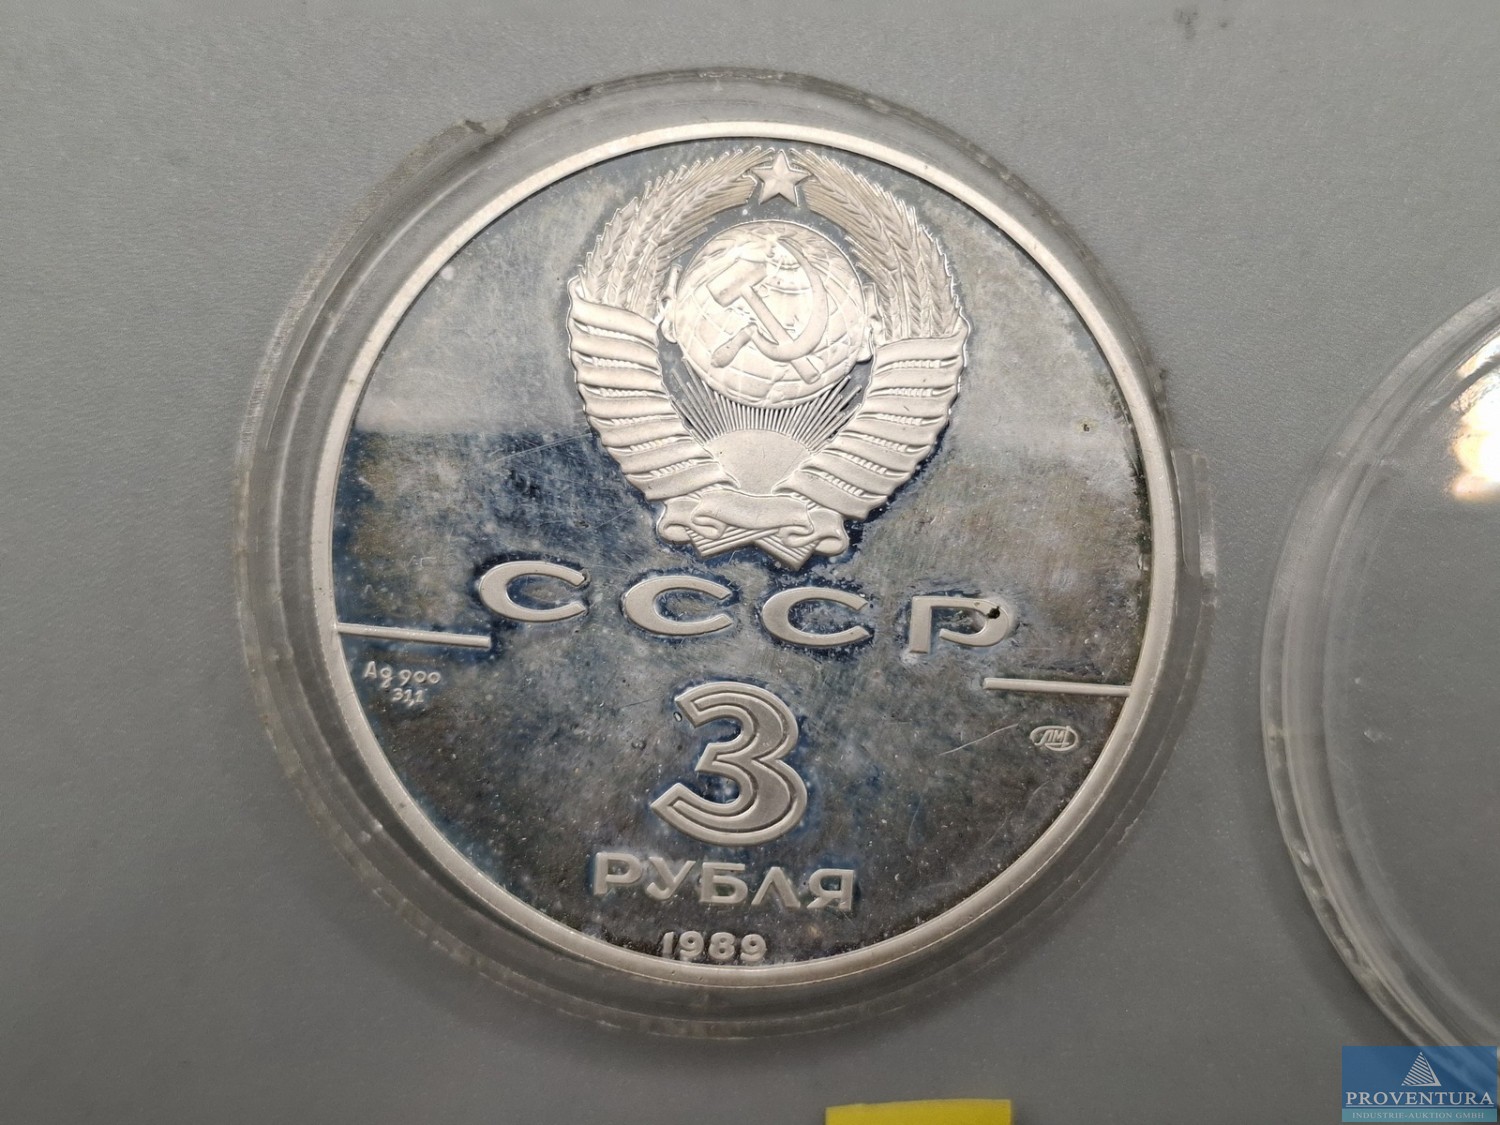 СССР
Ag 900
31,1
ЛМД
3
РУБЛЯ
1989
PROVENTURA
INDUSTRIE-AUKTION GMBH